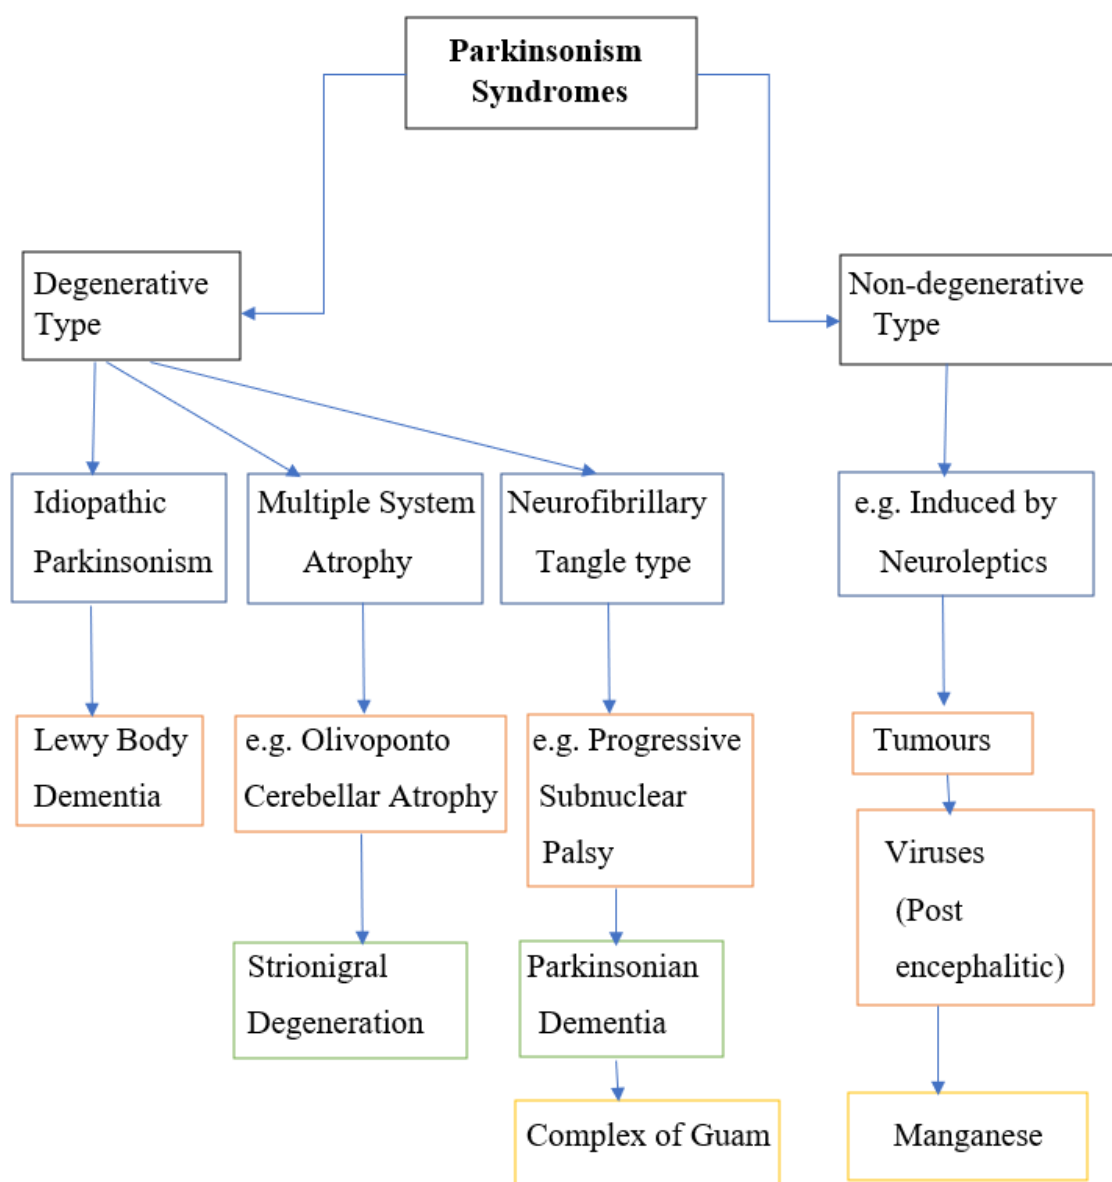 Parkinsonism
Syndromes
Degenerative
Type
Non-degenerative
Type
Idiopathic
Parkinsonism
Multiple System
Atrophy
Neurofibrillary
Tangle type
e.g. Induced by
Neuroleptics
Lewy Body
Dementia
e.g. Olivoponto
Cerebellar Atrophy
e.g. Progressive
Subnuclear
Palsy
Tumours
Viruses
(Post
encephalitic)
Strionigral
Degeneration
Parkinsonian
Dementia
Complex of Guam
Manganese